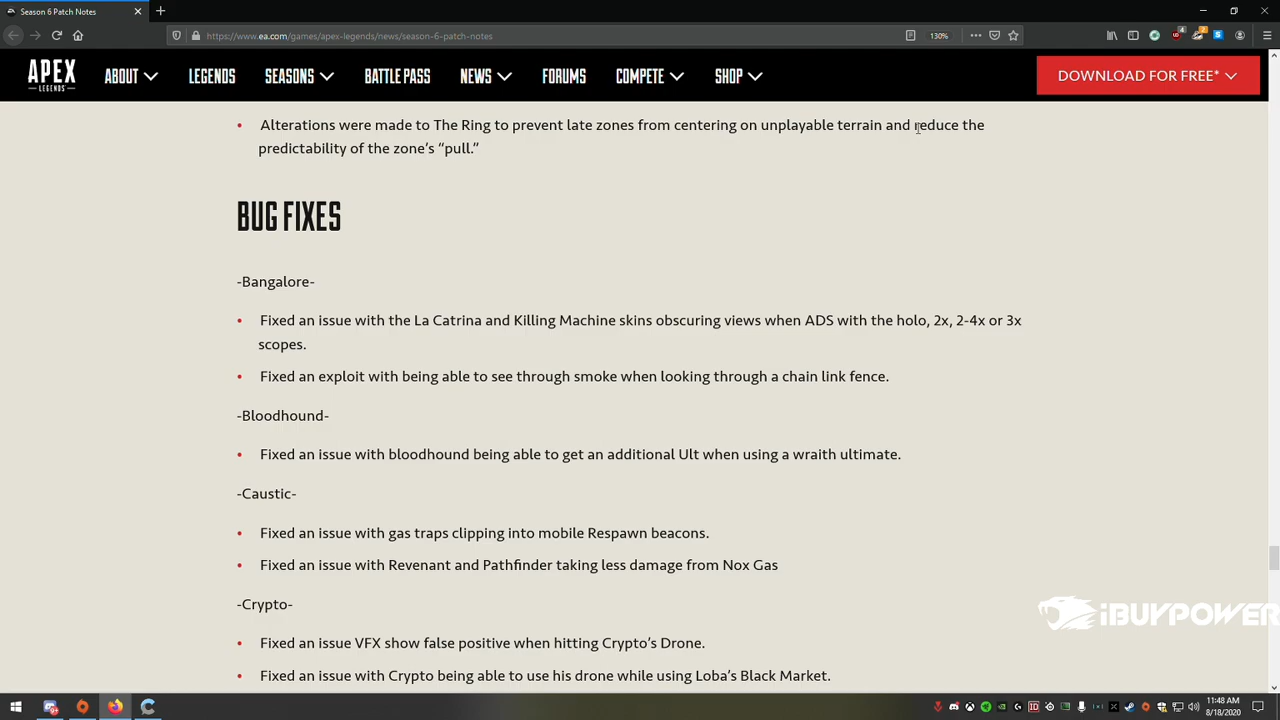 Season 6 Patch Notes
https://www.ea.com/games/apex-legends/news/season-6-patch-notes
130%
APEX
LEGENDS
ABOUT
LEGENDS
SEASONS
BATTLE PASS
NEWS
FORUMS
COMPETE
SHOP
DOWNLOAD FOR FREE*
• Alterations were made to The Ring to prevent late zones from centering on unplayable terrain and reduce the
predictability of the zone's “pull.”
BUG FIXES
-Bangalore-
• Fixed an issue with the La Catrina and Killing Machine skins obscuring views when ADS with the holo, 2x, 2-4x or 3x
scopes.
• Fixed an exploit with being able to see through smoke when looking through a chain link fence.
-Bloodhound-
• Fixed an issue with bloodhound being able to get an additional Ult when using a wraith ultimate.
-Caustic-
• Fixed an issue with gas traps clipping into mobile Respawn beacons.
• Fixed an issue with Revenant and Pathfinder taking less damage from Nox Gas
-Crypto-
iBUYPOWER
• Fixed an issue VFX show false positive when hitting Crypto’s Drone.
• Fixed an issue with Crypto being able to use his drone while using Loba’s Black Market.
11:48 AM
8/18/2020